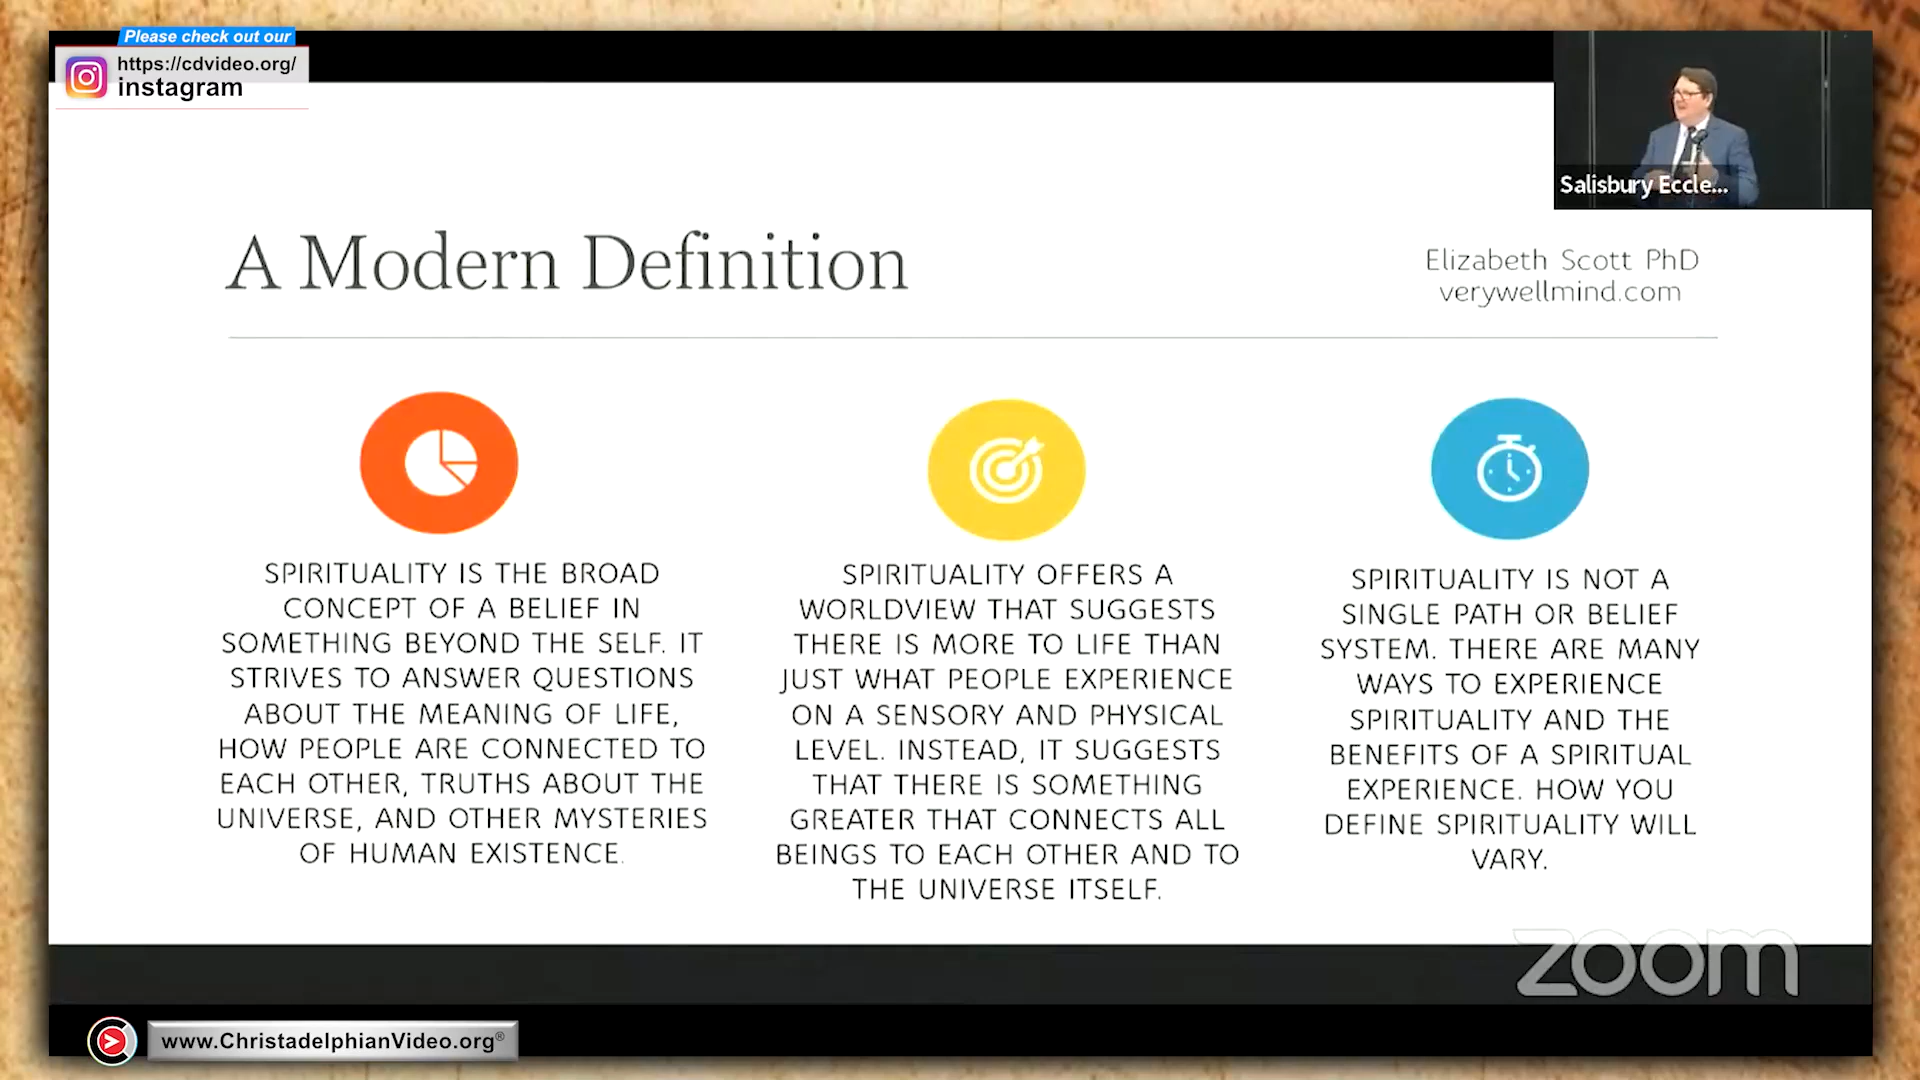 Please check out our
https://cdvideo.org/
instagram
Salisbury Eccle...
A Modern Definition
Elizabeth Scott PhD
verywellmind.com
SPIRITUALITY IS THE BROAD
CONCEPT OF A BELIEF IN
SOMETHING BEYOND THE SELF. IT
STRIVES TO ANSWER QUESTIONS
ABOUT THE MEANING OF LIFE,
HOW PEOPLE ARE CONNECTED TO
EACH OTHER, TRUTHS ABOUT THE
UNIVERSE, AND OTHER MYSTERIES
OF HUMAN EXISTENCE.
SPIRITUALITY OFFERS A
WORLDVIEW THAT SUGGESTS
THERE IS MORE TO LIFE THAN
JUST WHAT PEOPLE EXPERIENCE
ON A SENSORY AND PHYSICAL
LEVEL. INSTEAD, IT SUGGESTS
THAT THERE IS SOMETHING
GREATER THAT CONNECTS ALL
BEINGS TO EACH OTHER AND TO
THE UNIVERSE ITSELF.
SPIRITUALITY IS NOT A
SINGLE PATH OR BELIEF
SYSTEM. THERE ARE MANY
WAYS TO EXPERIENCE
SPIRITUALITY AND THE
BENEFITS OF A SPIRITUAL
EXPERIENCE. HOW YOU
DEFINE SPIRITUALITY WILL
VARY.
zoom
www.ChristadelphianVideo.org®